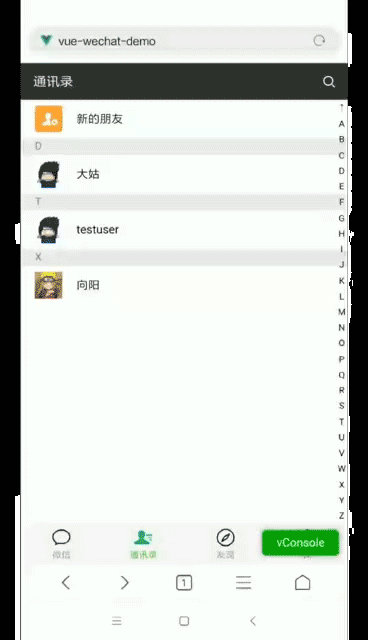 vue-wechat-demo
通讯录
新的朋友
D
大姑
T
testuser
X
向阳
↑
A
B
C
D
E
F
G
H
I
J
K
L
M
N
O
P
Q
R
S
T
U
V
W
X
Y
Z
微信
通讯录
发现
vConsole
1